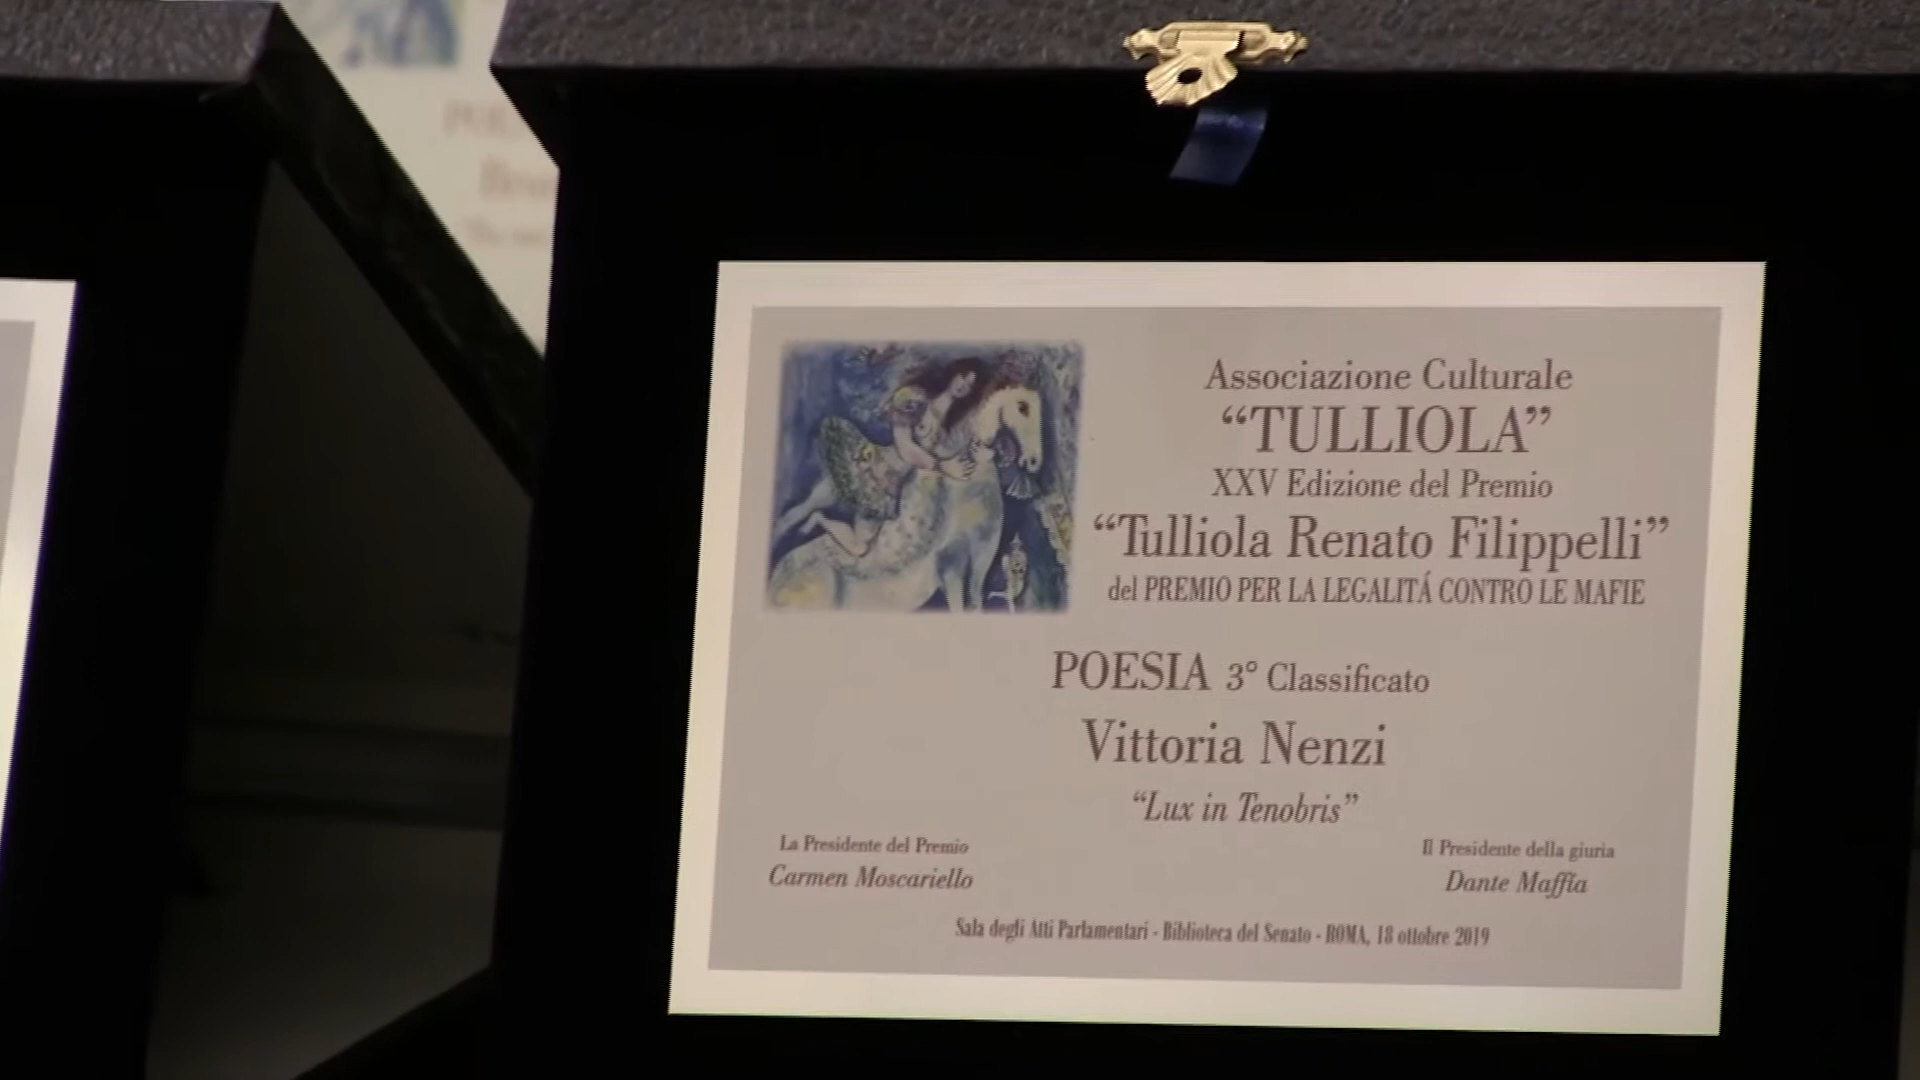 Associazione Culturale
“TULLIOLA”
XXV Edizione del Premio
“Tulliola Renato Filippelli”
del PREMIO PER LA LEGALITÁ CONTRO LE MAFIE
POESIA 3° Classificato
Vittoria Nenzi
“Lux in Tenobris”
La Presidente del Premio
Carmen Moscariello
Il Presidente della giuria
Dante Maffia
Sala degli Atti Parlamentari - Biblioteca del Senato - ROMA, 18 ottobre 2019